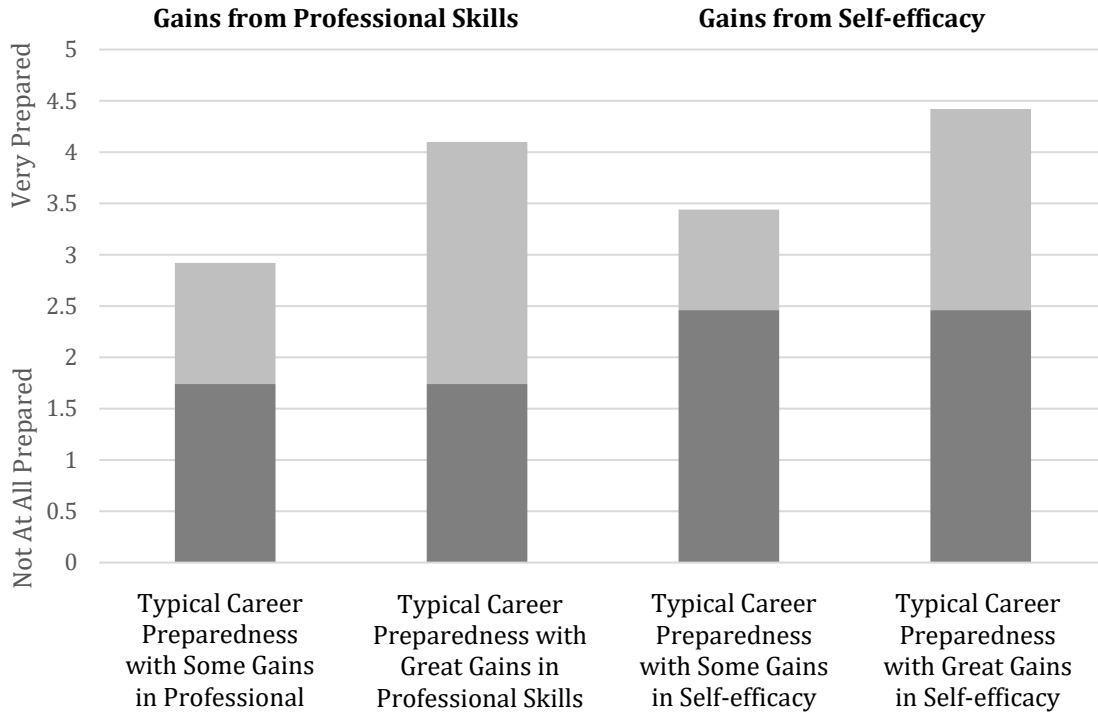 Gains from Professional Skills
Gains from Self-efficacy
Very Prepared
Not At All Prepared
5
4.5
4
3.5
3
2.5
2
1.5
1
0.5
0
Typical Career
Preparedness
with Some Gains
in Professional
Typical Career
Preparedness with
Great Gains in
Professional Skills
Typical Career
Preparedness
with Some Gains
in Self-efficacy
Typical Career
Preparedness
with Great Gains
in Self-efficacy